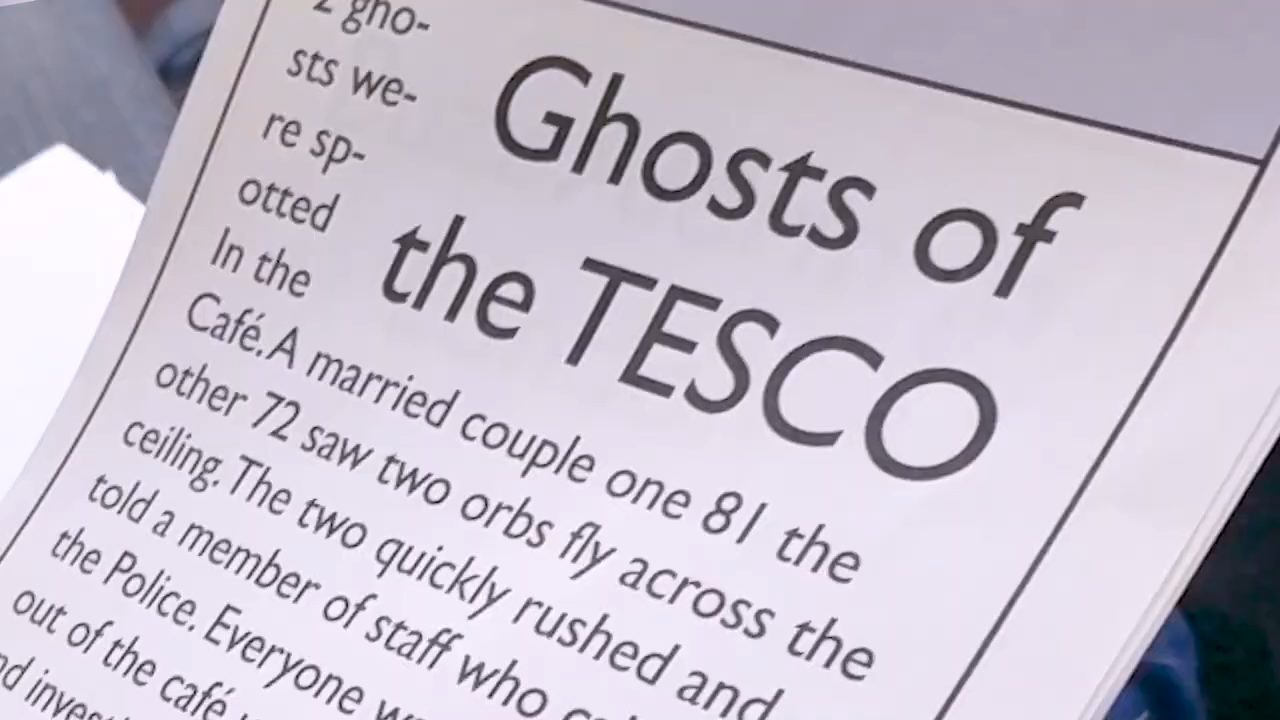 Ghosts of
the TESCO
2 gho-
sts we-
re sp-
otted
In the
Café. A married couple one 81 the
other 72 saw two orbs fly across the
ceiling. The two quickly rushed and
told a member of staff who
the Police. Everyone
out of the café